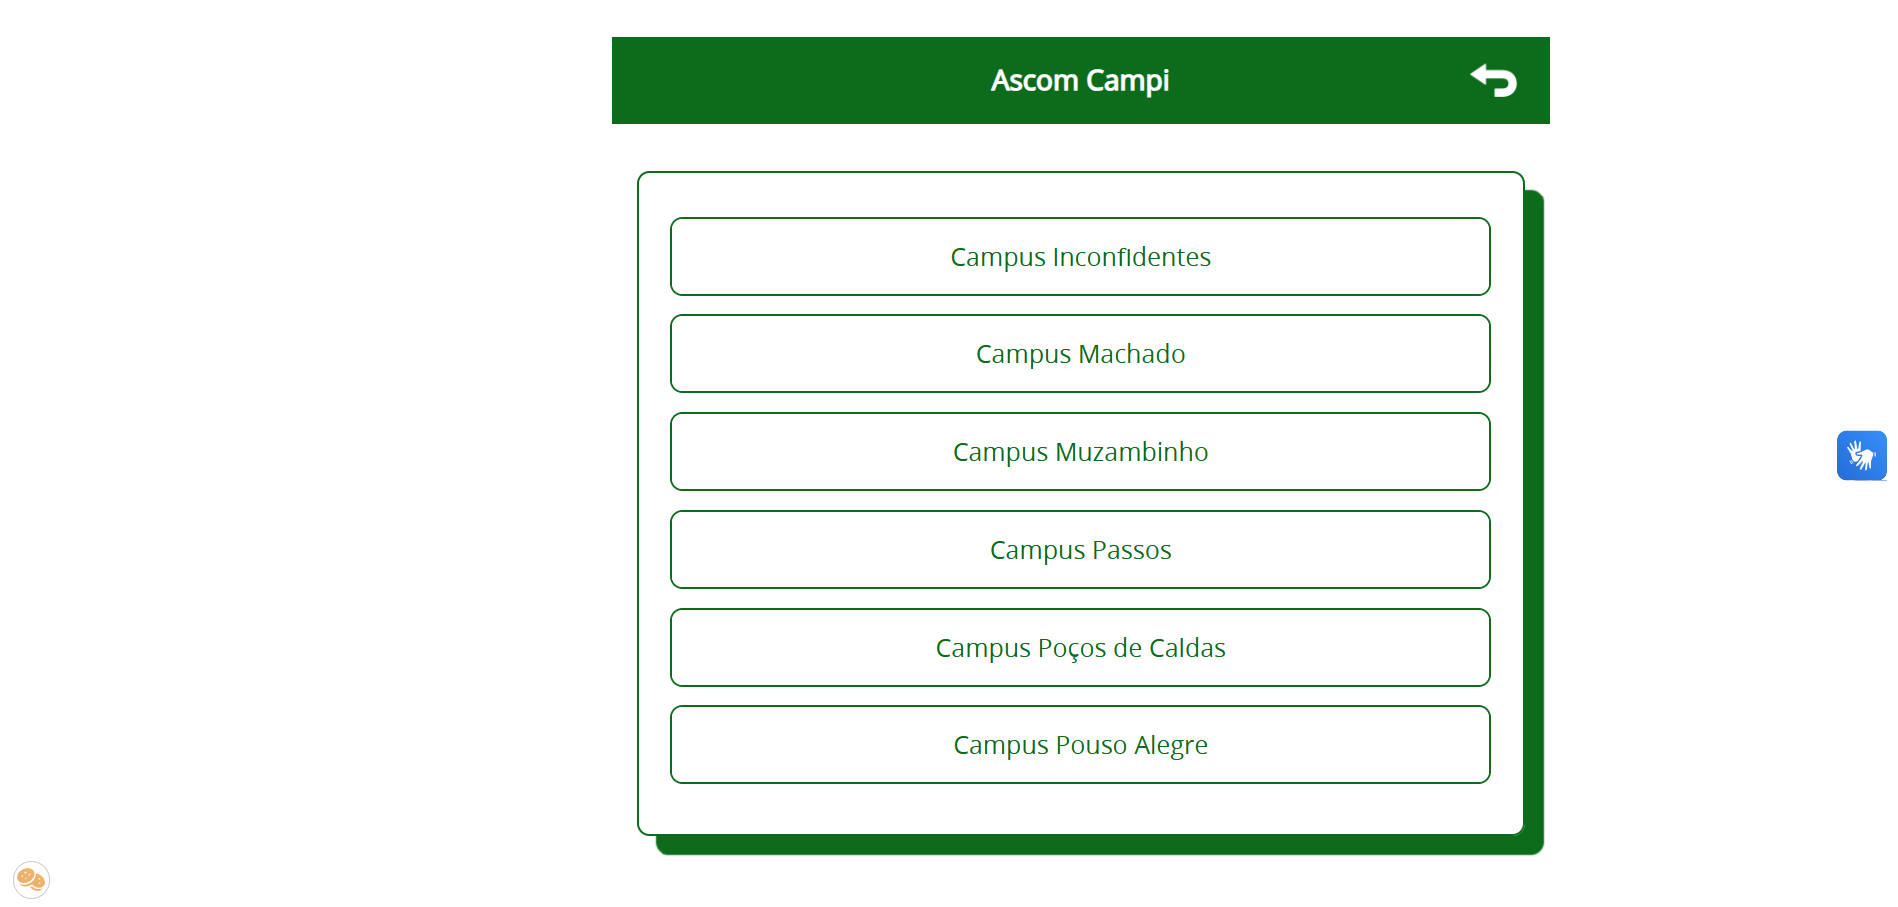 Ascom Campi
Campus Inconfidentes
Campus Machado
Campus Muzambinho
Campus Passos
Campus Poços de Caldas
Campus Pouso Alegre